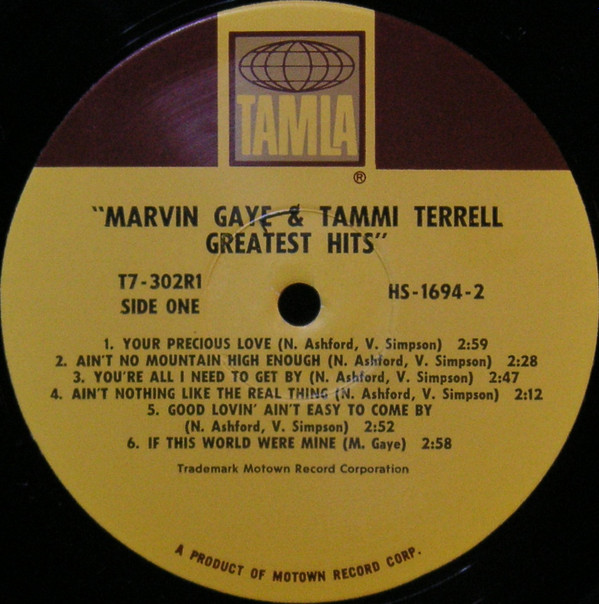 TAMLA
®
"MARVIN GAYE & TAMMI TERRELL
GREATEST HITS"
T7-302R1
SIDE ONE
HS-1694-2
1. YOUR PRECIOUS LOVE (N. Ashford, V. Simpson) 2:59
2. AIN'T NO MOUNTAIN HIGH ENOUGH (N. Ashford, V. Simpson) 2:28
3. YOU'RE ALL I NEED TO GET BY (N. Ashford, V. Simpson) 2:47
4. AIN'T NOTHING LIKE THE REAL THING (N. Ashford, V. Simpson) 2:12
5. GOOD LOVIN' AIN'T EASY TO COME BY
(N. Ashford, V. Simpson) 2:52
6. IF THIS WORLD WERE MINE (M. Gaye) 2:58
Trademark Motown Record Corporation
A PRODUCT OF MOTOWN RECORD CORP.